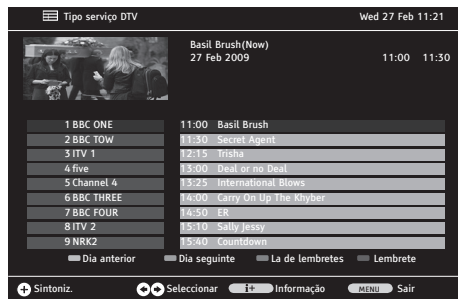 Tipo serviço DTV Wed 27 Feb 11:21
Basil Brush(Now)
27 Feb 2009 11:00 11:30
1 BBC ONE 11:00 Basil Brush
2 BBC TOW 11:30 Secret Agent
3 ITV 1 12:15 Trisha
4 five 13:00 Deal or no Deal
5 Channel 4 13:25 International Blows
6 BBC THREE 14:00 Carry On Up The Khyber
7 BBC FOUR 14:50 ER
8 ITV 2 15:10 Sally Jessy
9 NRK2 15:40 Countdown
Dia anterior Dia seguinte La de lembretes Lembrete
Sintoniz. Seleccionar i+ Informação MENU Sair